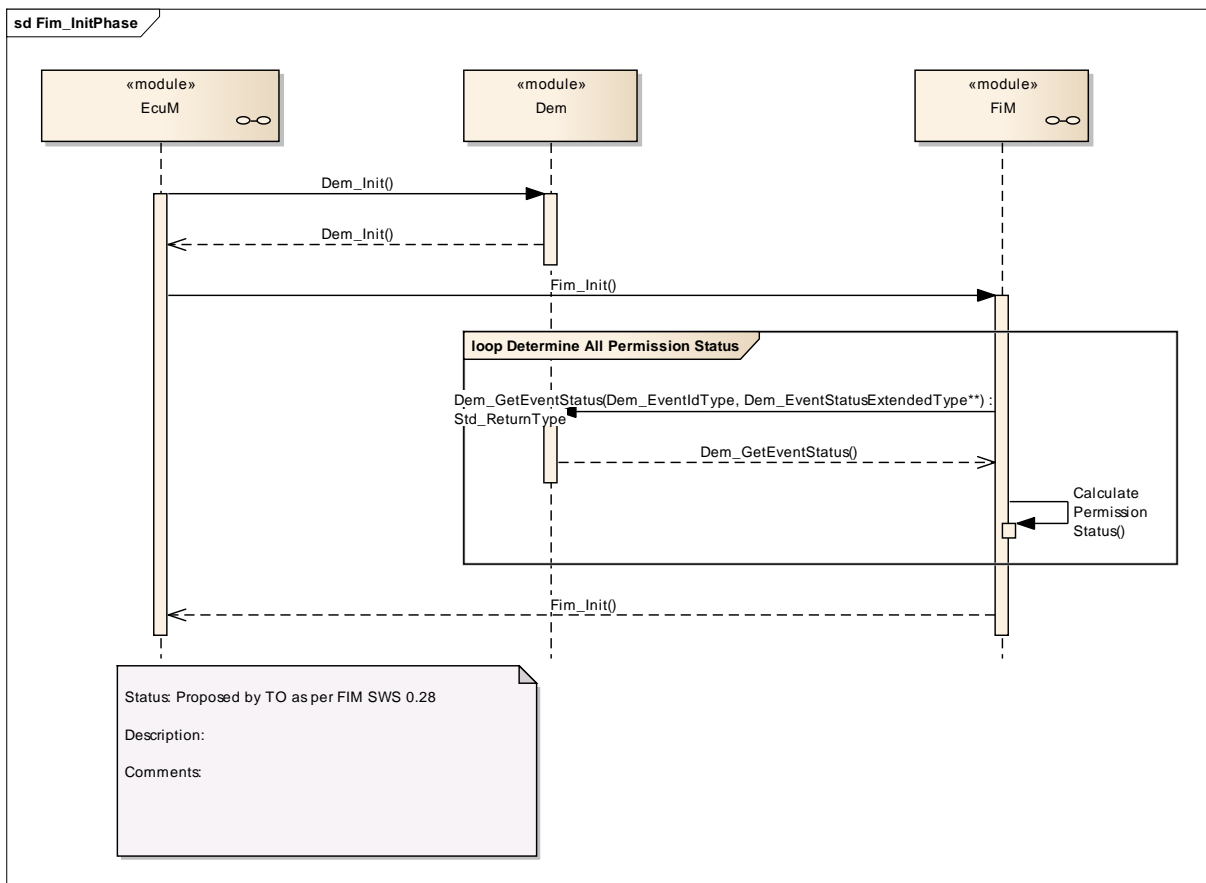 sd Fim_InitPhase
«module»
EcuM
«module»
Dem
«module»
FiM
Dem_Init()
Dem_Init()
Fim_Init()
loop Determine All Permission Status
Dem_GetEventStatus(Dem_EventIdType, Dem_EventStatusExtendedType**) :
Std_ReturnType
Dem_GetEventStatus()
Calculate
Permission
Status()
Fim_Init()
Status: Proposed by TO as per FIM SWS 0.28
Description:
Comments: